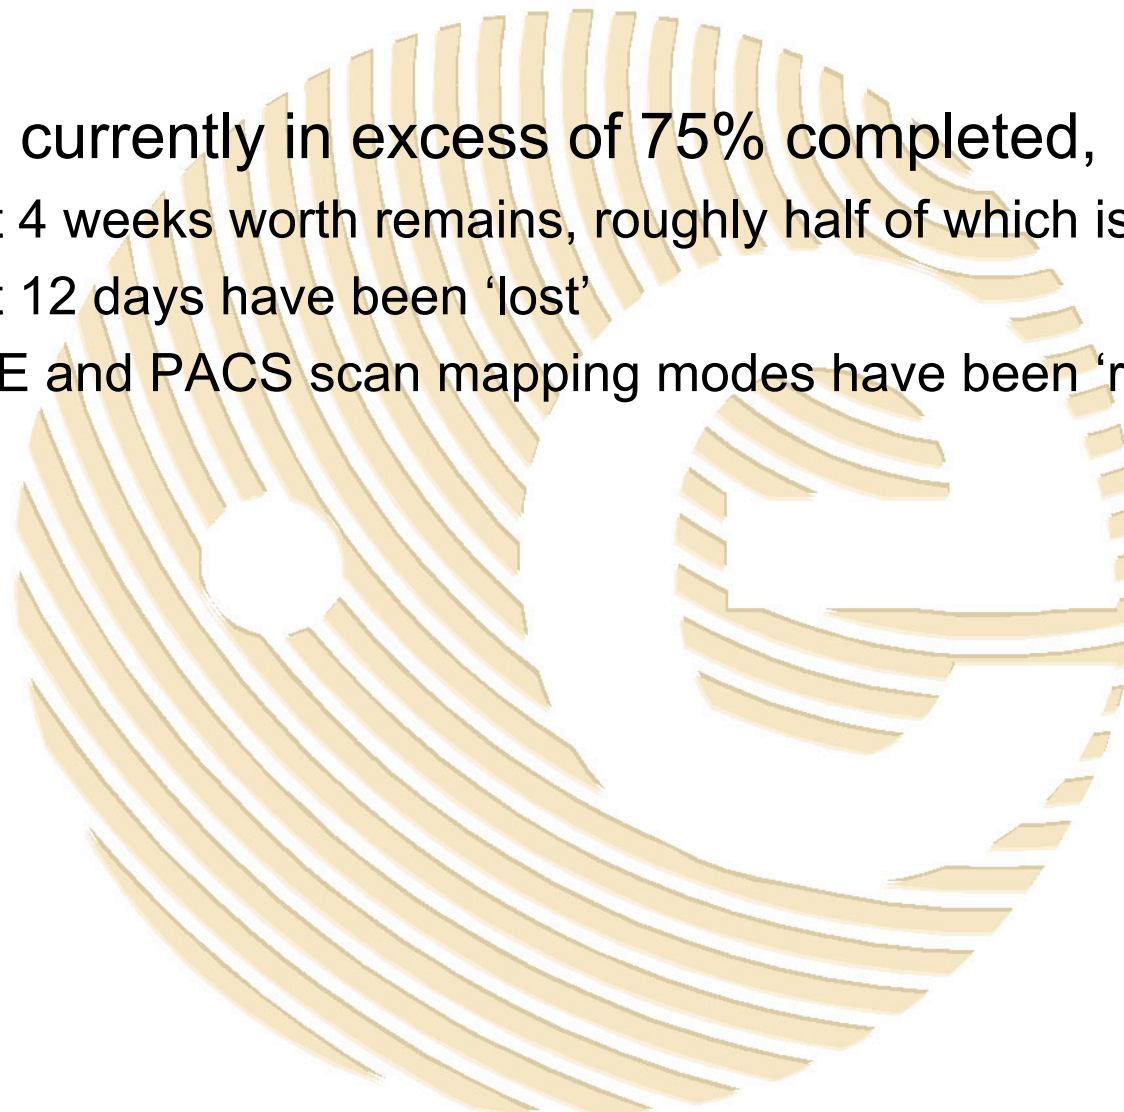 currently in excess of 75% completed,
t 4 weeks worth remains, roughly half of which is
t 12 days have been ‘lost’
E and PACS scan mapping modes have been ‘r